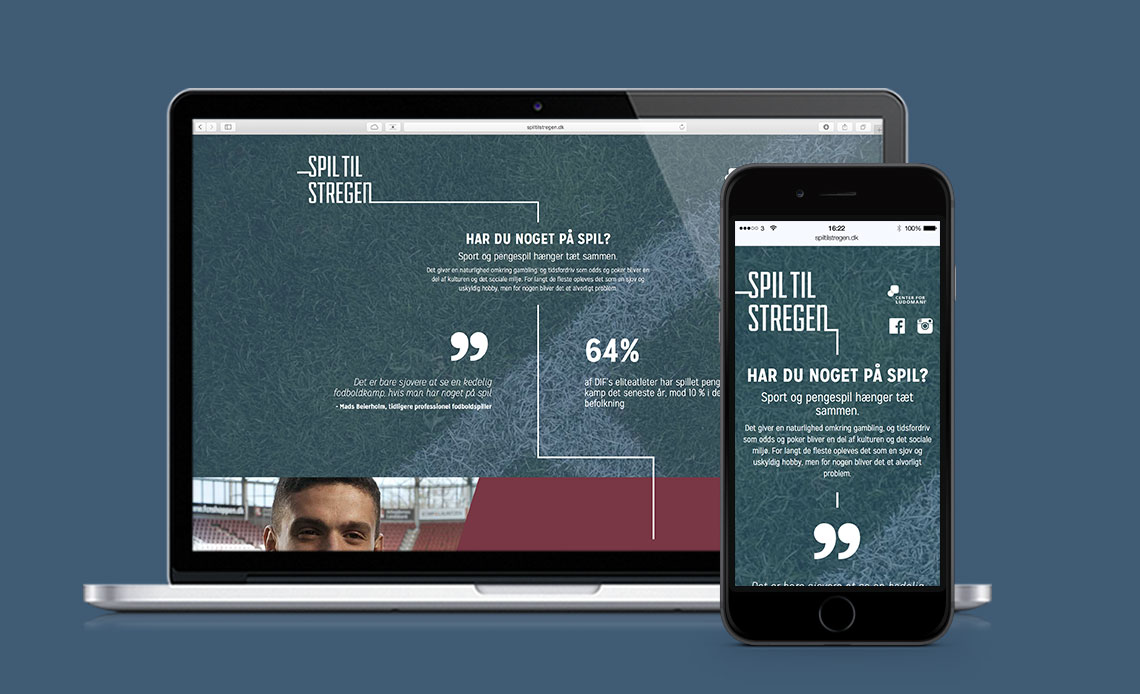 spiltilstregen.dk
SPIL TIL
STREGEN
HAR DU NOGET PÅ SPIL?
Sport og pengespil hænger tæt sammen.
Det giver en naturlighed omkring gambling, og tidsfordriv som odds og poker bliver en
del af kulturen og det sociale miljø. For langt de fleste opleves det som en sjov og
uskyldig hobby, men for nogen bliver det et alvorligt problem.
Det er bare sjovere at se en kedelig
fodboldkamp, hvis man har noget på spil
- Mads Beierholm, tidligere professionel fodboldspiller
64%
af DIF's eliteatleter har spillet peng
kamp det seneste år, mod 10 % i de
befolkning
3
16:22
100%
spiltilstregen.dk
SPIL TIL
STREGEN
CENTER FOR
LUDOMANI
HAR DU NOGET PÅ SPIL?
Sport og pengespil hænger tæt
sammen.
Det giver en naturlighed omkring gambling, og tidsfordriv
som odds og poker bliver en del af kulturen og det sociale
miljø. For langt de fleste opleves det som en sjov og
uskyldig hobby, men for nogen bliver det et alvorligt
problem.
Det er bare sjovere at se en kedelig